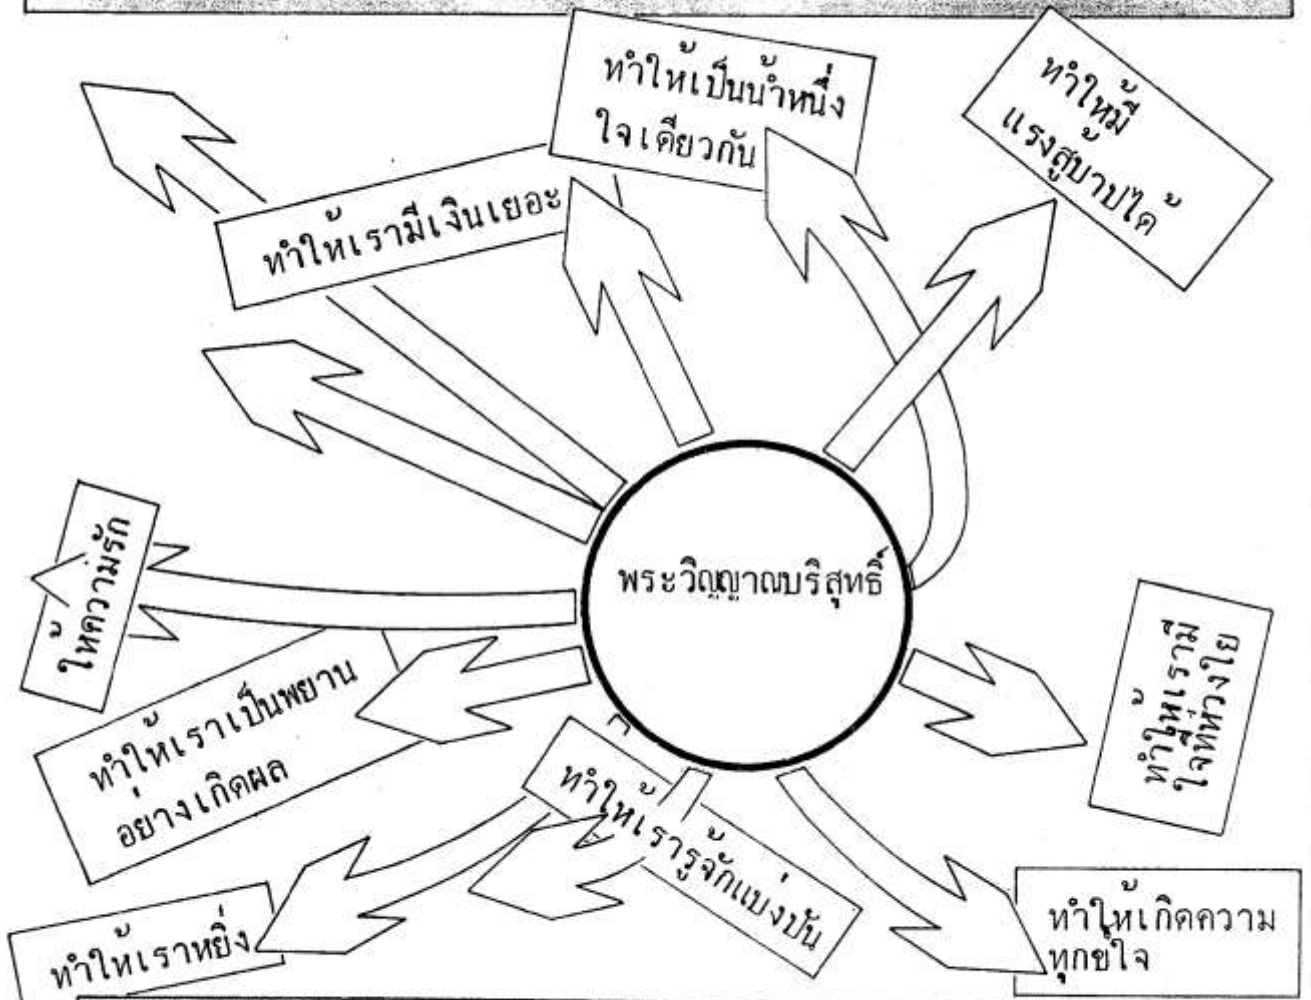 ทำให้เป็นน้ำหนึ่ง
ใจเดียวกัน
ทำให้มี
แรงสู้บาปได้
ทำให้เรามีเงินเยอะ
ให้ความรัก
พระวิญญาณบริสุทธิ์
ทำให้เรามี
ใจที่ห่วงใย
ทำให้เราเป็นพยาน
อย่างเกิดผล
ทำให้เรารู้จักแบ่งปัน
ทำให้เกิดความ
ทุกข์ใจ
ทำให้เราหยิ่ง